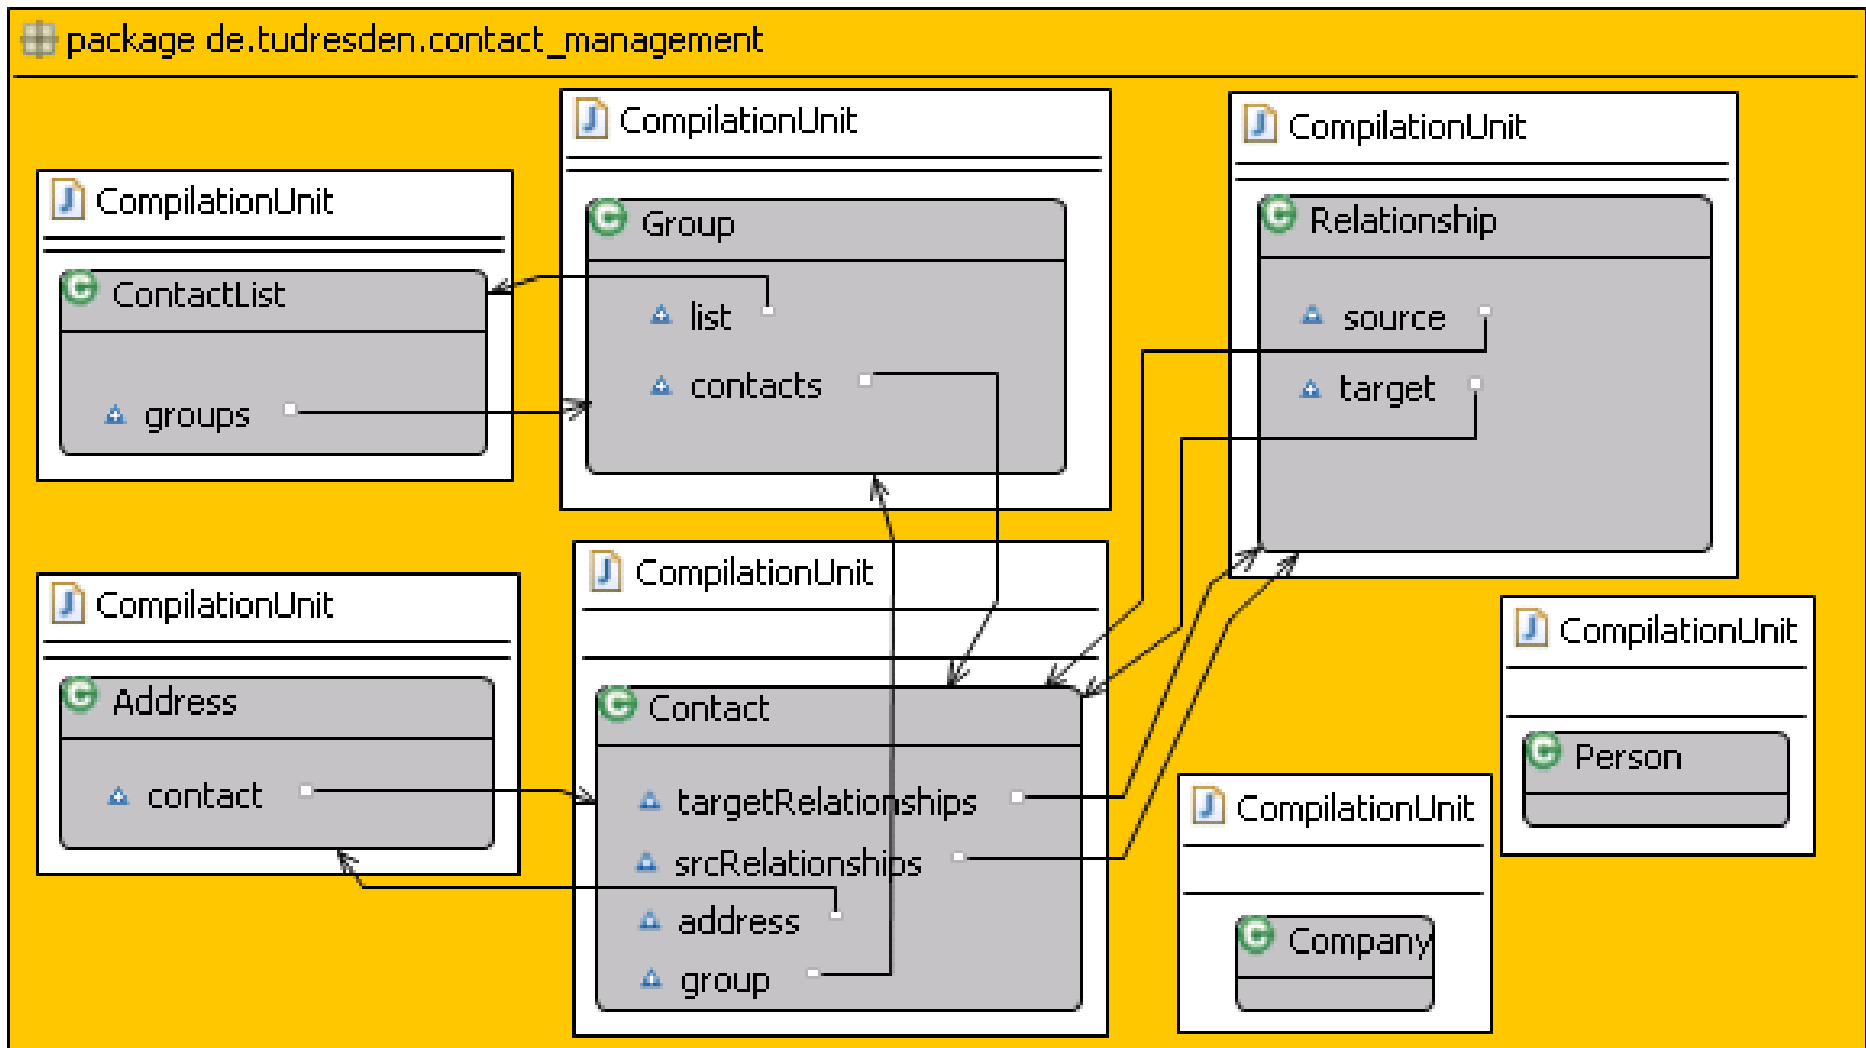 package de.tudresden.contact_management
CompilationUnit
ContactList
groups
CompilationUnit
Group
list
contacts
CompilationUnit
Relationship
source
target
CompilationUnit
Address
contact
CompilationUnit
Contact
targetRelationships
srcRelationships
address
group
CompilationUnit
Company
CompilationUnit
Person